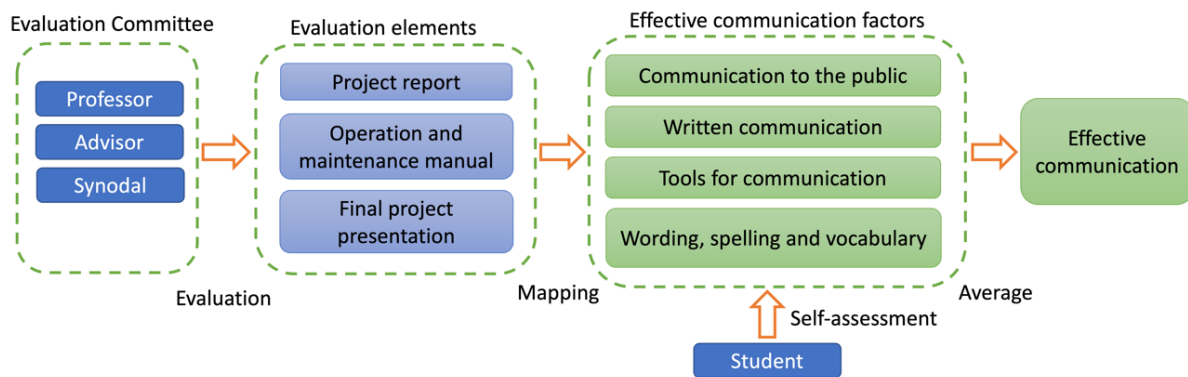 Evaluation Committee
Professor
Advisor
Synodal
Evaluation
Evaluation elements
Project report
Operation and
maintenance manual
Final project
presentation
Mapping
Effective communication factors
Communication to the public
Written communication
Tools for communication
Wording, spelling and vocabulary
Self-assessment
Student
Average
Effective
communication